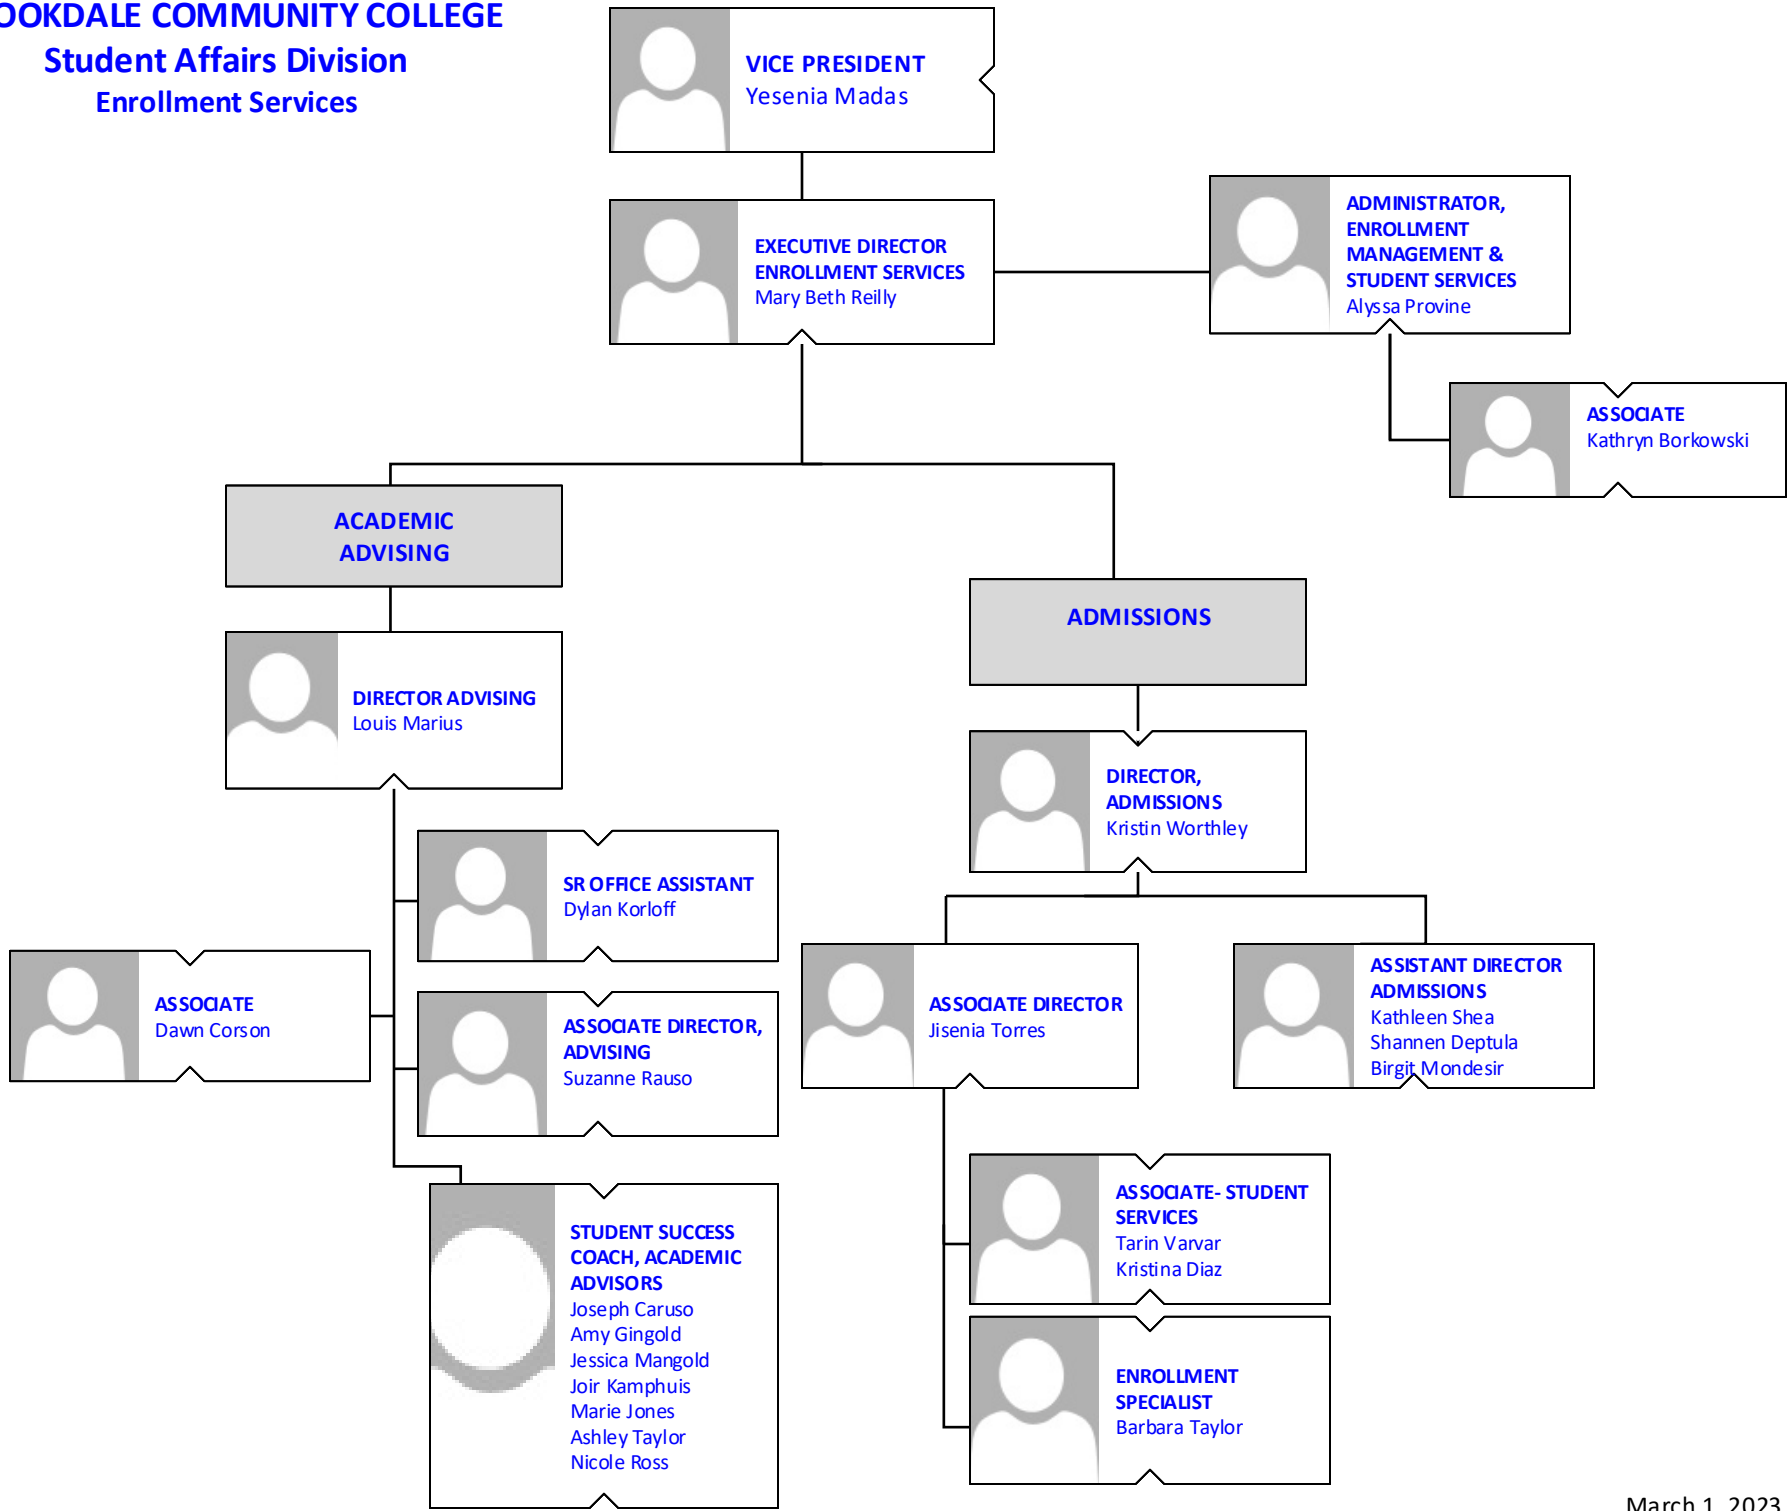 OOKDALE COMMUNITY COLLEGE
Student Affairs Division
Enrollment Services
VICE PRESIDENT
Yesenia Madas
EXECUTIVE DIRECTOR
ENROLLMENT SERVICES
Mary Beth Reilly
ADMINISTRATOR,
ENROLLMENT
MANAGEMENT &
STUDENT SERVICES
Alyssa Provine
ASSOCIATE
Kathryn Borkowski
ACADEMIC
ADVISING
DIRECTOR ADVISING
Louis Marius
SR OFFICE ASSISTANT
Dylan Korloff
ASSOCIATE
Dawn Corson
ASSOCIATE DIRECTOR,
ADVISING
Suzanne Rauso
STUDENT SUCCESS
COACH, ACADEMIC
ADVISORS
Joseph Caruso
Amy Gingold
Jessica Mangold
Joir Kamphuis
Marie Jones
Ashley Taylor
Nicole Ross
ADMISSIONS
DIRECTOR,
ADMISSIONS
Kristin Worthley
ASSOCIATE DIRECTOR
Jisenia Torres
ASSISTANT DIRECTOR
ADMISSIONS
Kathleen Shea
Shannen Deptula
Birgit Mondesir
ASSOCIATE- STUDENT
SERVICES
Tarin Varvar
Kristina Diaz
ENROLLMENT
SPECIALIST
Barbara Taylor
March 1, 2023